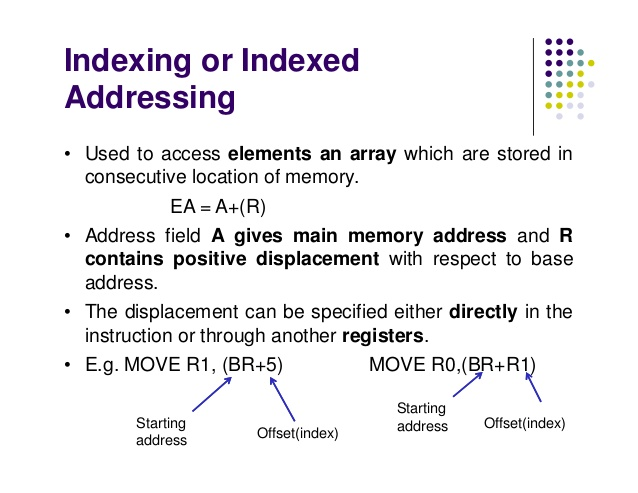 Indexing or Indexed
Addressing
• Used to access elements an array which are stored in
consecutive location of memory.
EA = A+(R)
• Address field A gives main memory address and R
contains positive displacement with respect to base
address.
• The displacement can be specified either directly in the
instruction or through another registers.
• E.g. MOVE R1, (BR+5) MOVE R0,(BR+R1)
Starting
address
Offset(index)
Starting
address
Offset(index)